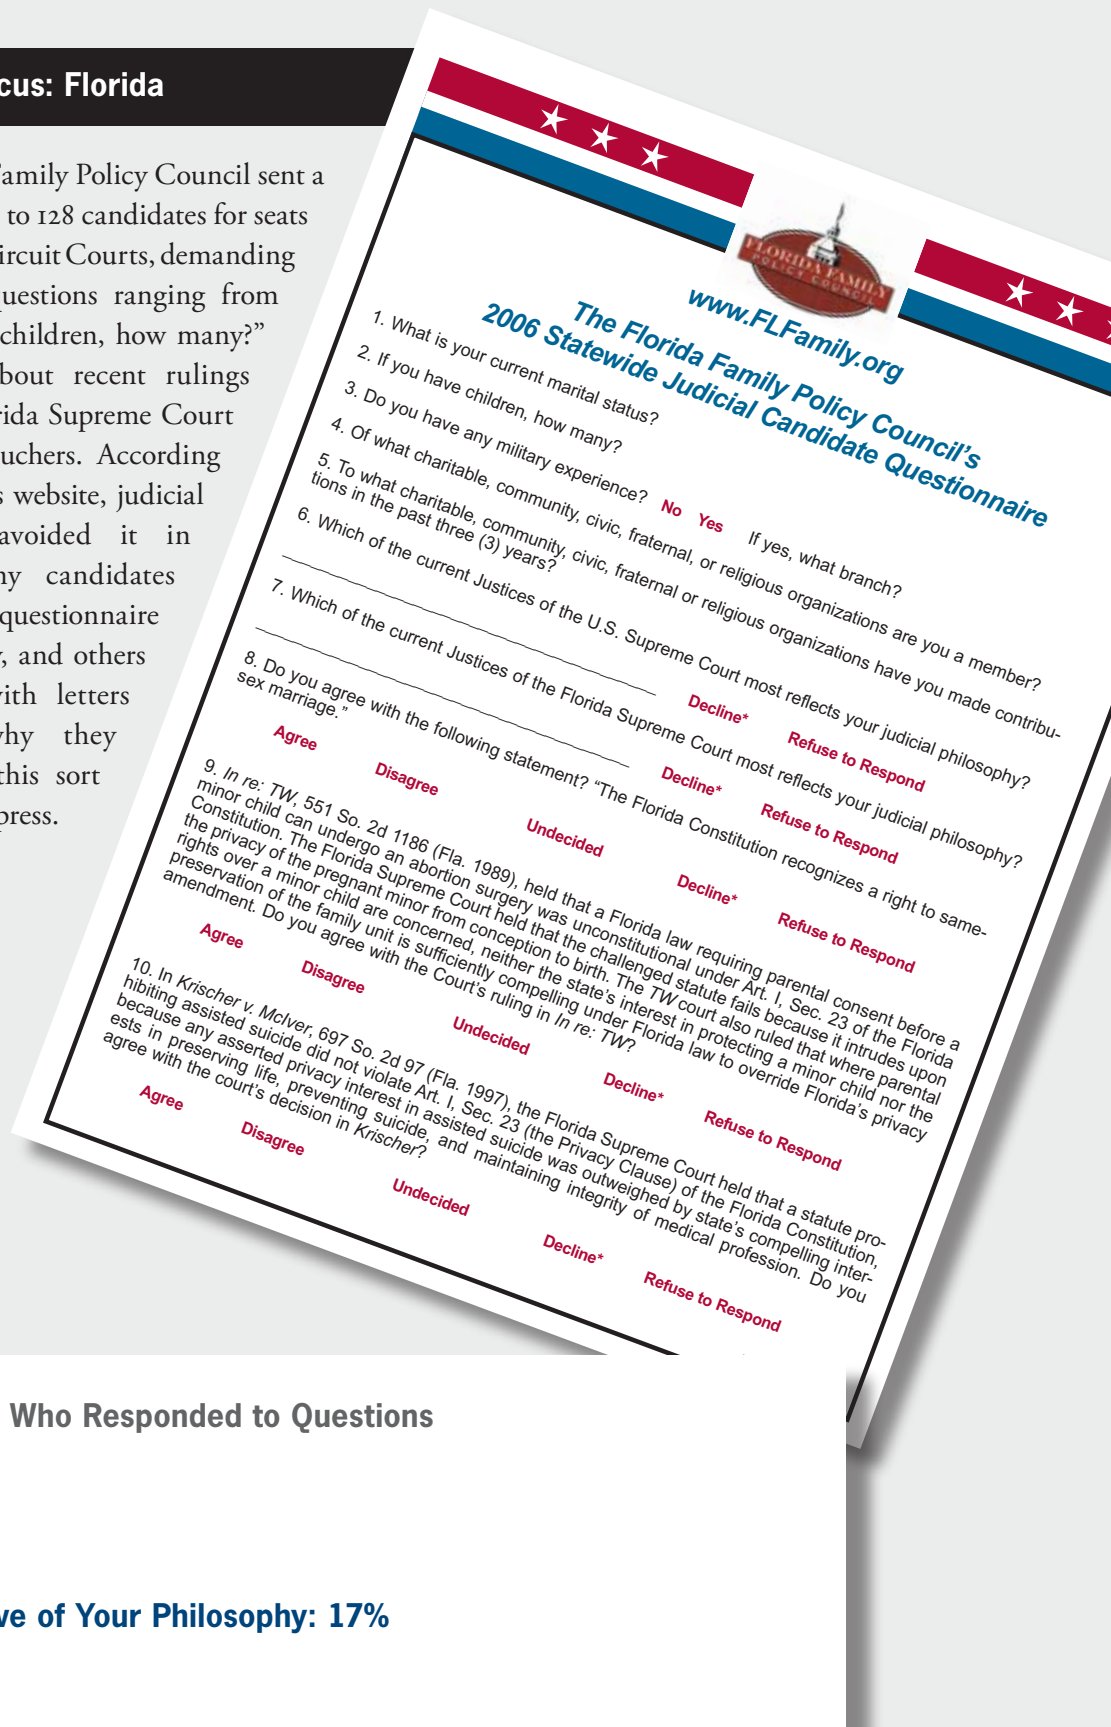 cus: Florida
Family Policy Council sent a
to 128 candidates for seats
ircuit Courts, demanding
uestions ranging from
children, how many?”
bout recent rulings
rida Supreme Court
uchers. According
s website, judicial
avoided it in
ny candidates
questionnaire
y, and others
with letters
why they
this sort
press.
FLORIDA FAMILY
POLICY COUNCIL
www.FLFamily.org
The Florida Family Policy Council’s
2006 Statewide Judicial Candidate Questionnaire
1. What is your current marital status?
2. If you have children, how many?
3. Do you have any military experience? No Yes If yes, what branch?
4. Of what charitable, community, civic, fraternal, or religious organizations are you a member?
5. To what charitable, community, civic, fraternal or religious organizations have you made contribu-
tions in the past three (3) years?
6. Which of the current Justices of the U.S. Supreme Court most reflects your judicial philosophy?
Decline* Refuse to Respond
7. Which of the current Justices of the Florida Supreme Court most reflects your judicial philosophy?
Decline* Refuse to Respond
8. Do you agree with the following statement? “The Florida Constitution recognizes a right to same-
sex marriage.”
Agree Disagree Undecided Decline* Refuse to Respond
9. In re: TW, 551 So. 2d 1186 (Fla. 1989), held that a Florida law requiring parental consent before a
minor child can undergo an abortion surgery was unconstitutional under Art. I, Sec. 23 of the Florida
Constitution. The Florida Supreme Court held that the challenged statute fails because it intrudes upon
the privacy of the pregnant minor from conception to birth. The TW court also ruled that where parental
rights over a minor child are concerned, neither the state’s interest in protecting a minor child nor the
preservation of the family unit is sufficiently compelling under Florida law to override Florida’s privacy
amendment. Do you agree with the Court’s ruling in In re: TW?
Agree Disagree Undecided Decline* Refuse to Respond
10. In Krischer v. McIver, 697 So. 2d 97 (Fla. 1997), the Florida Supreme Court held that a statute pro-
hibiting assisted suicide did not violate Art. I, Sec. 23 (the Privacy Clause) of the Florida Constitution,
because any asserted privacy interest in assisted suicide was outweighed by state’s compelling inter-
ests in preserving life, preventing suicide, and maintaining integrity of medical profession. Do you
agree with the court’s decision in Krischer?
Agree Disagree Undecided Decline* Refuse to Respond
Who Responded to Questions
ve of Your Philosophy: 17%